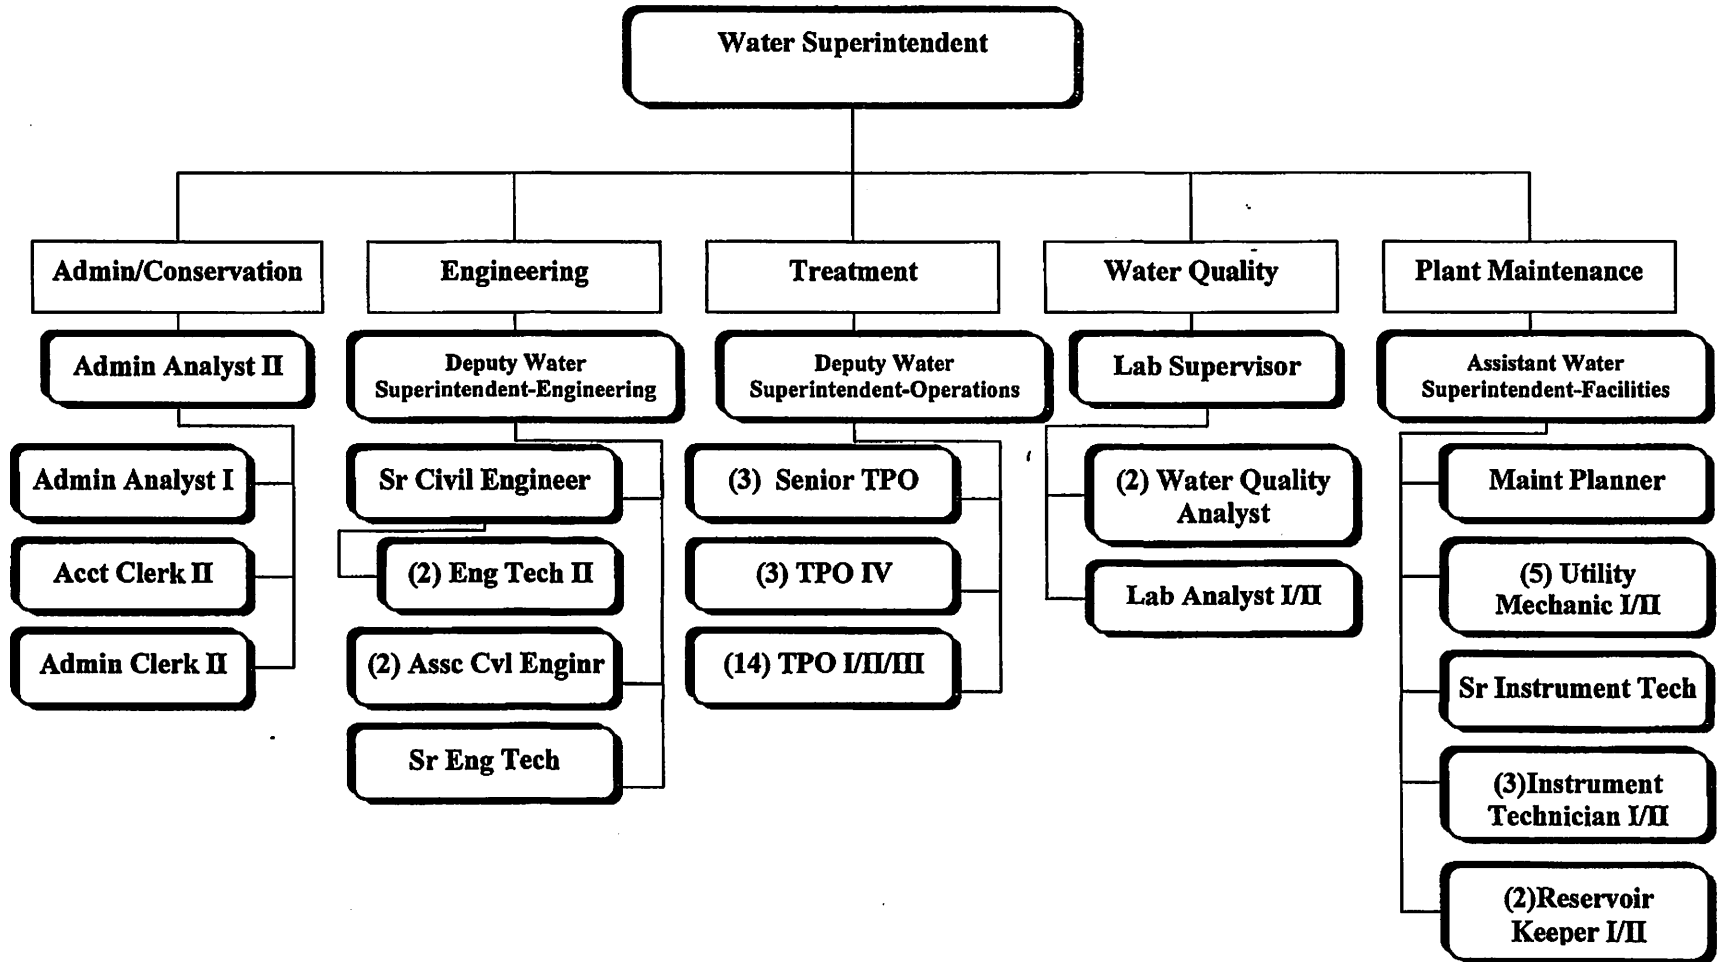 Water Superintendent
Admin/Conservation
Engineering
Treatment
Water Quality
Plant Maintenance
Admin Analyst II
Admin Analyst I
Acct Clerk II
Admin Clerk II
Deputy Water
Superintendent-Engineering
Sr Civil Engineer
(2) Eng Tech II
(2) Assc Cvl Enginr
Sr Eng Tech
Deputy Water
Superintendent-Operations
(3) Senior TPO
(3) TPO IV
(14) TPO I/II/III
Lab Supervisor
(2) Water Quality
Analyst
Lab Analyst I/II
Assistant Water
Superintendent-Facilities
Maint Planner
(5) Utility
Mechanic I/II
Sr Instrument Tech
(3)Instrument
Technician I/II
(2)Reservoir
Keeper I/II